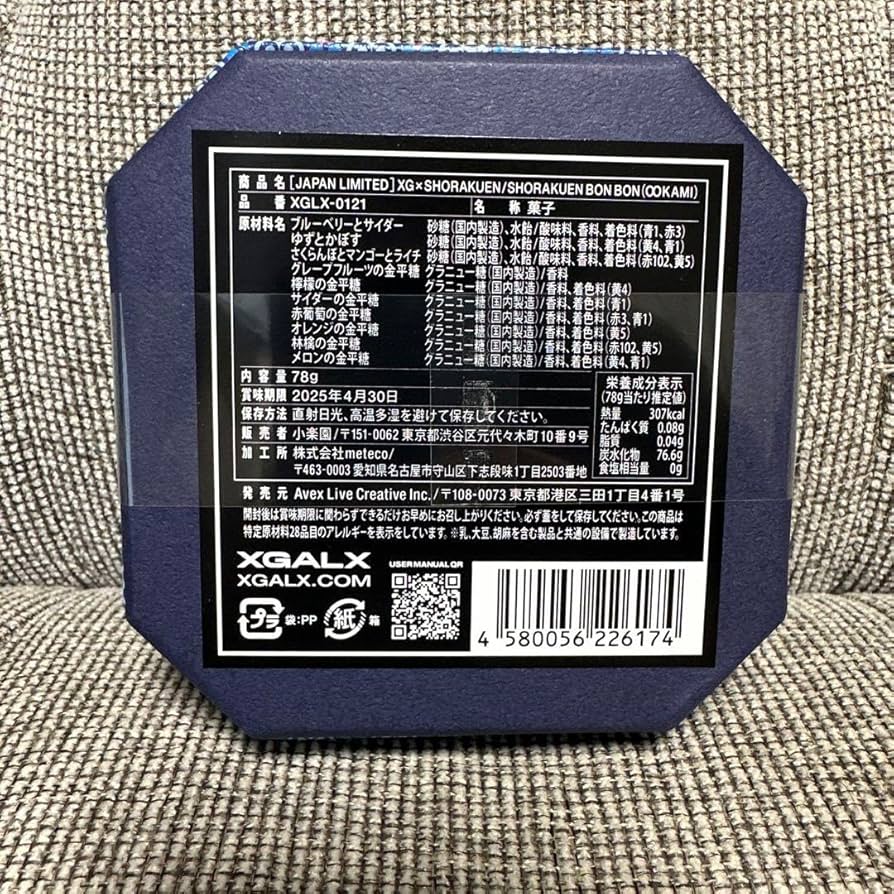 商品名 [JAPAN LIMITED] XG×SHORAKUEN/SHORAKUEN BON BON(OOKAMI)
品番 XGLX-0121 名称 菓子
原材料名 ブルーベリーとサイダー 砂糖(国内製造)、水飴/酸味料、香料、着色料(青1、赤3)
ゆずとかぼす 砂糖(国内製造)、水飴/酸味料、香料、着色料(黄4、青1)
さくらんぼとマンゴーとライチ 砂糖(国内製造)、水飴/酸味料、香料、着色料(赤102、黄5)
グレープフルーツの金平糖 グラニュー糖(国内製造)/香料
檸檬の金平糖 グラニュー糖(国内製造)/香料、着色料(黄4)
サイダーの金平糖 グラニュー糖(国内製造)/香料、着色料(青1)
赤葡萄の金平糖 グラニュー糖(国内製造)/香料、着色料(赤3、青1)
オレンジの金平糖 グラニュー糖(国内製造)/香料、着色料(黄5)
林檎の金平糖 グラニュー糖(国内製造)/香料、着色料(赤102、黄5)
メロンの金平糖 グラニュー糖(国内製造)/香料、着色料(黄4、青1)
内容量 78g
賞味期限 2025年4月30日
保存方法 直射日光、高温多湿を避けて保存してください。
販売者 小楽園/〒151-0062 東京都渋谷区元代々木町10番9号
加工所 株式会社meteco/
〒463-0003 愛知県名古屋市守山区下志段味1丁目2503番地
栄養成分表示
(78g当たり推定値)
熱量 307kcal
たんぱく質 0.08g
脂質 0.04g
炭水化物 76.6g
食塩相当量 0g
発売元 Avex Live Creative Inc./〒108-0073 東京都港区三田1丁目4番1号
開封後は賞味期限に関わらずできるだけお早めにお召し上がりください。必ず蓋をして保存してください。この商品は
特定原材料28品目のアレルギーを表示をしています。※乳、大豆、胡麻を含む製品と共通の設備で製造しています。
XGALX
XGALX.COM
USER MANUAL QR
プラ 袋:PP 紙 箱
4 580056 226174